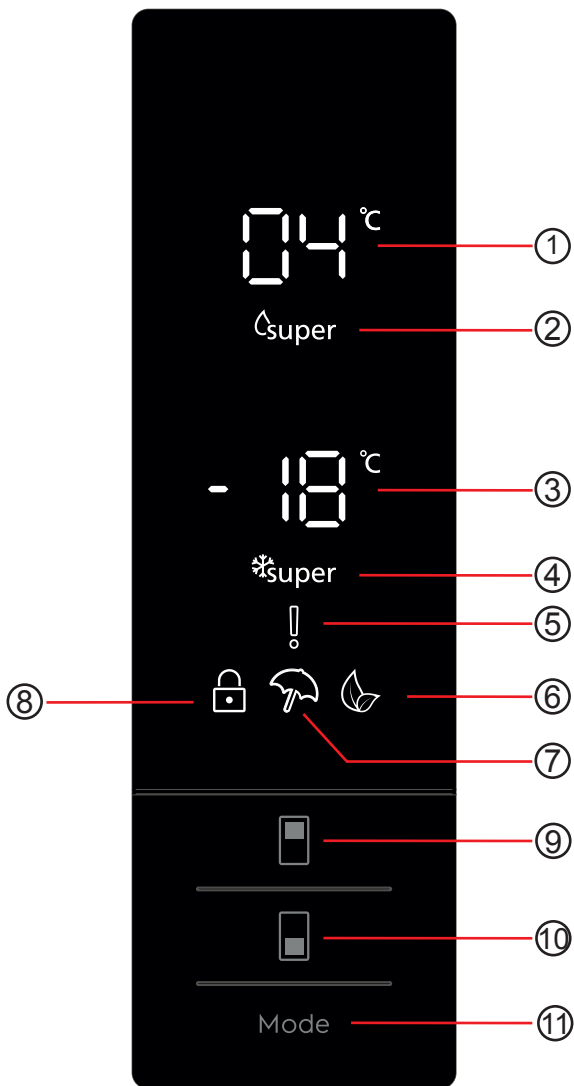 04 °C
①
super
②
-18 °C
③
super
④
⑤
⑧
⑥
⑦
⑨
⑩
Mode
⑪